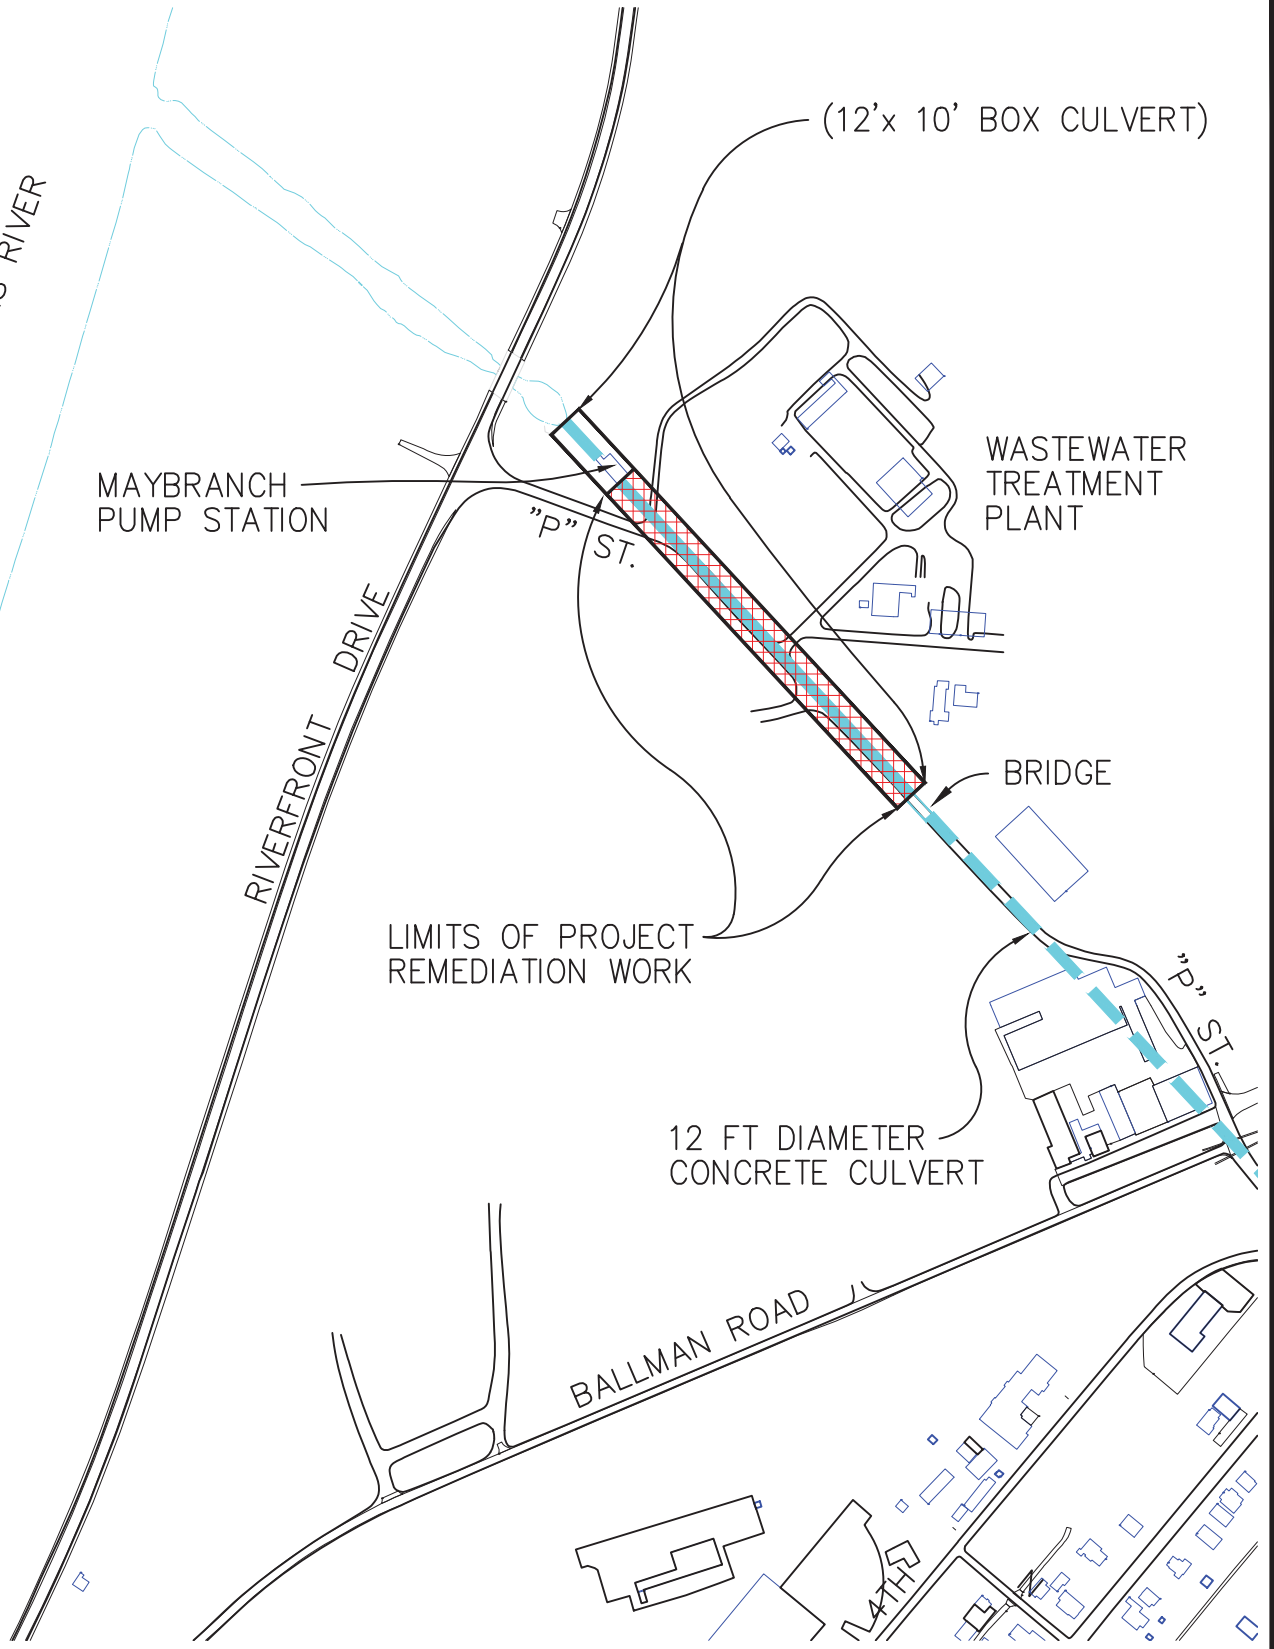 (12'x 10' BOX CULVERT)
RIVER
WASTEWATER
TREATMENT
PLANT
MAYBRANCH
PUMP STATION
"P" ST.
RIVERFRONT DRIVE
BRIDGE
LIMITS OF PROJECT
REMEDIATION WORK
"P" ST.
12 FT DIAMETER
CONCRETE CULVERT
BALLMAN ROAD
N 4TH